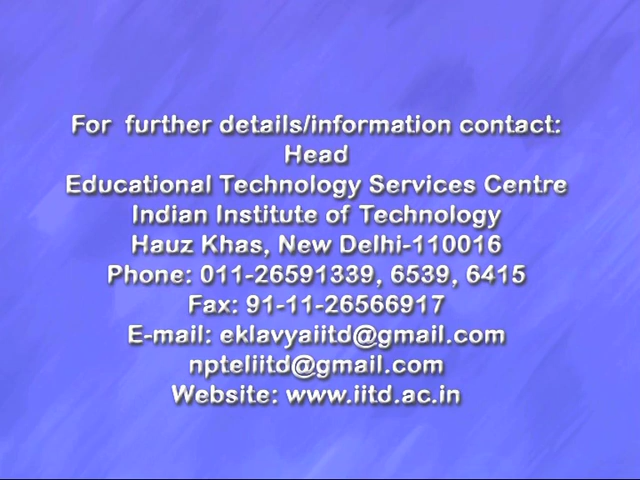 For further details/information contact:
Head
Educational Technology Services Centre
Indian Institute of Technology
Hauz Khas, New Delhi-110016
Phone: 011-26591339, 6539, 6415
Fax: 91-11-26566917
E-mail: eklavyaiitd@gmail.com
npteliitd@gmail.com
Website: www.iitd.ac.in